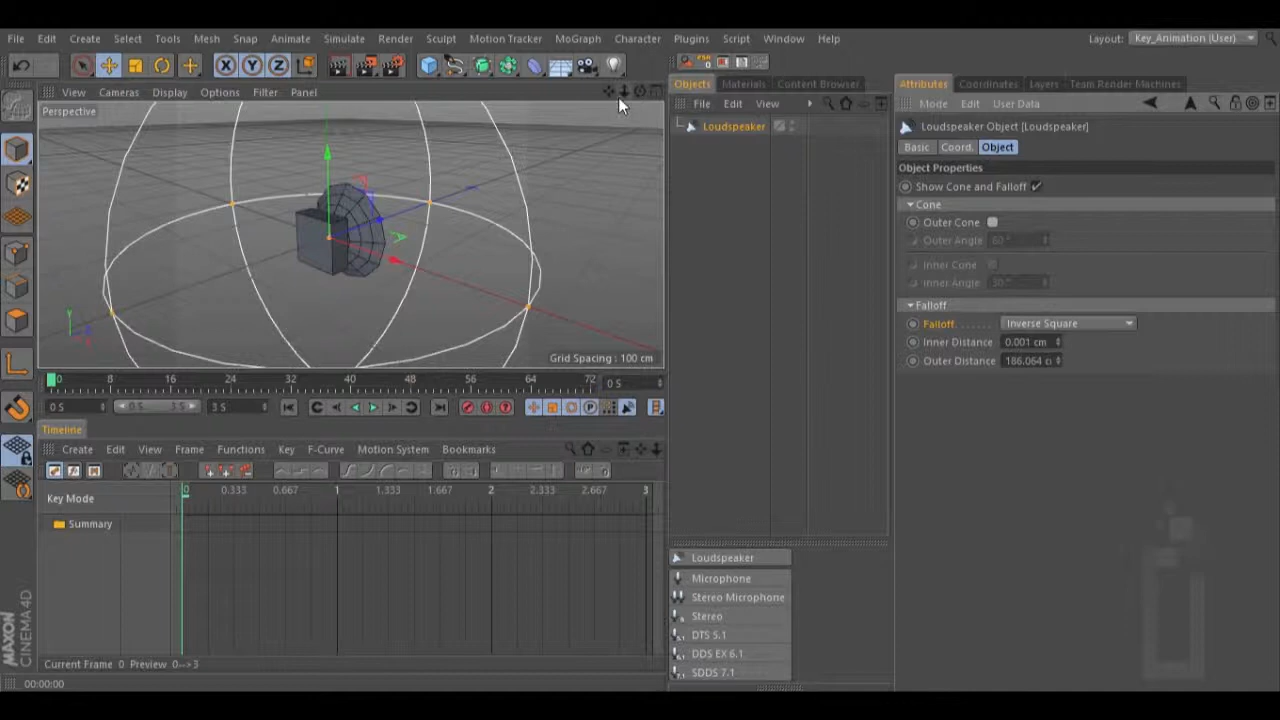 File Edit Create Select Tools Mesh Snap Animate Simulate Render Sculpt Motion Tracker MoGraph Character Plugins Script Window Help Layout: Key_Animation (User)
X Y Z
View Cameras Display Options Filter Panel
Objects Materials Content Browser
File Edit View
Loudspeaker
Attributes Coordinates Layers Team Render Machines
Mode Edit User Data
Loudspeaker Object [Loudspeaker]
Basic Coord. Object
Object Properties
Show Cone and Falloff
Cone
Outer Cone
Outer Angle 60 °
Inner Cone
Inner Angle 30 °
Falloff
Falloff. . . . . . Inverse Square
Inner Distance 0.001 cm
Outer Distance 186.064 c
Perspective
Y
X
Grid Spacing : 100 cm
0 8 16 24 32 40 48 56 64 72 0 S
0 S 0 S 3 S 3 S P
Timeline
Create Edit View Frame Functions Key F-Curve Motion System Bookmarks
Key Mode 0 0.333 0.667 1 1.333 1.667 2 2.333 2.667 3
Summary
Loudspeaker
Microphone
Stereo Microphone
Stereo
DTS 5.1
DDS EX 6.1
SDDS 7.1
Current Frame 0 Preview 0-->3
00:00:00
MAXON
CINEMA4D